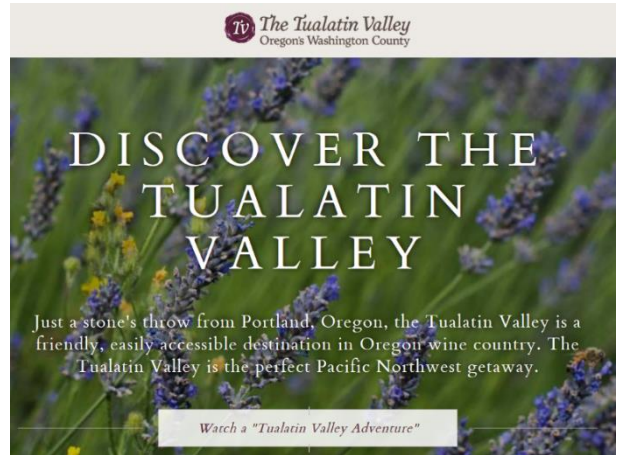 Tv
The Tualatin Valley
Oregon's Washington County
DISCOVER THE
TUALATIN
VALLEY
Just a stone's throw from Portland, Oregon, the Tualatin Valley is a
friendly, easily accessible destination in Oregon wine country. The
Tualatin Valley is the perfect Pacific Northwest getaway.
Watch a "Tualatin Valley Adventure"